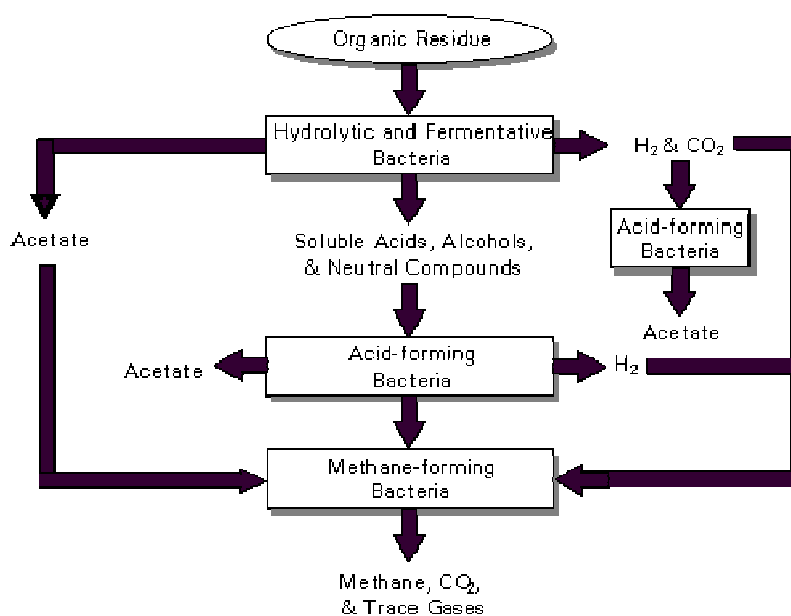 Organic Residue
Hydrolytic and Fermentative
Bacteria
H₂ & CO₂
Acetate
Soluble Acids, Alcohols,
& Neutral Compounds
Acid-forming
Bacteria
Acetate
Acetate
Acid-forming
Bacteria
H₂
Methane-forming
Bacteria
Methane, CO₂,
& Trace Gases